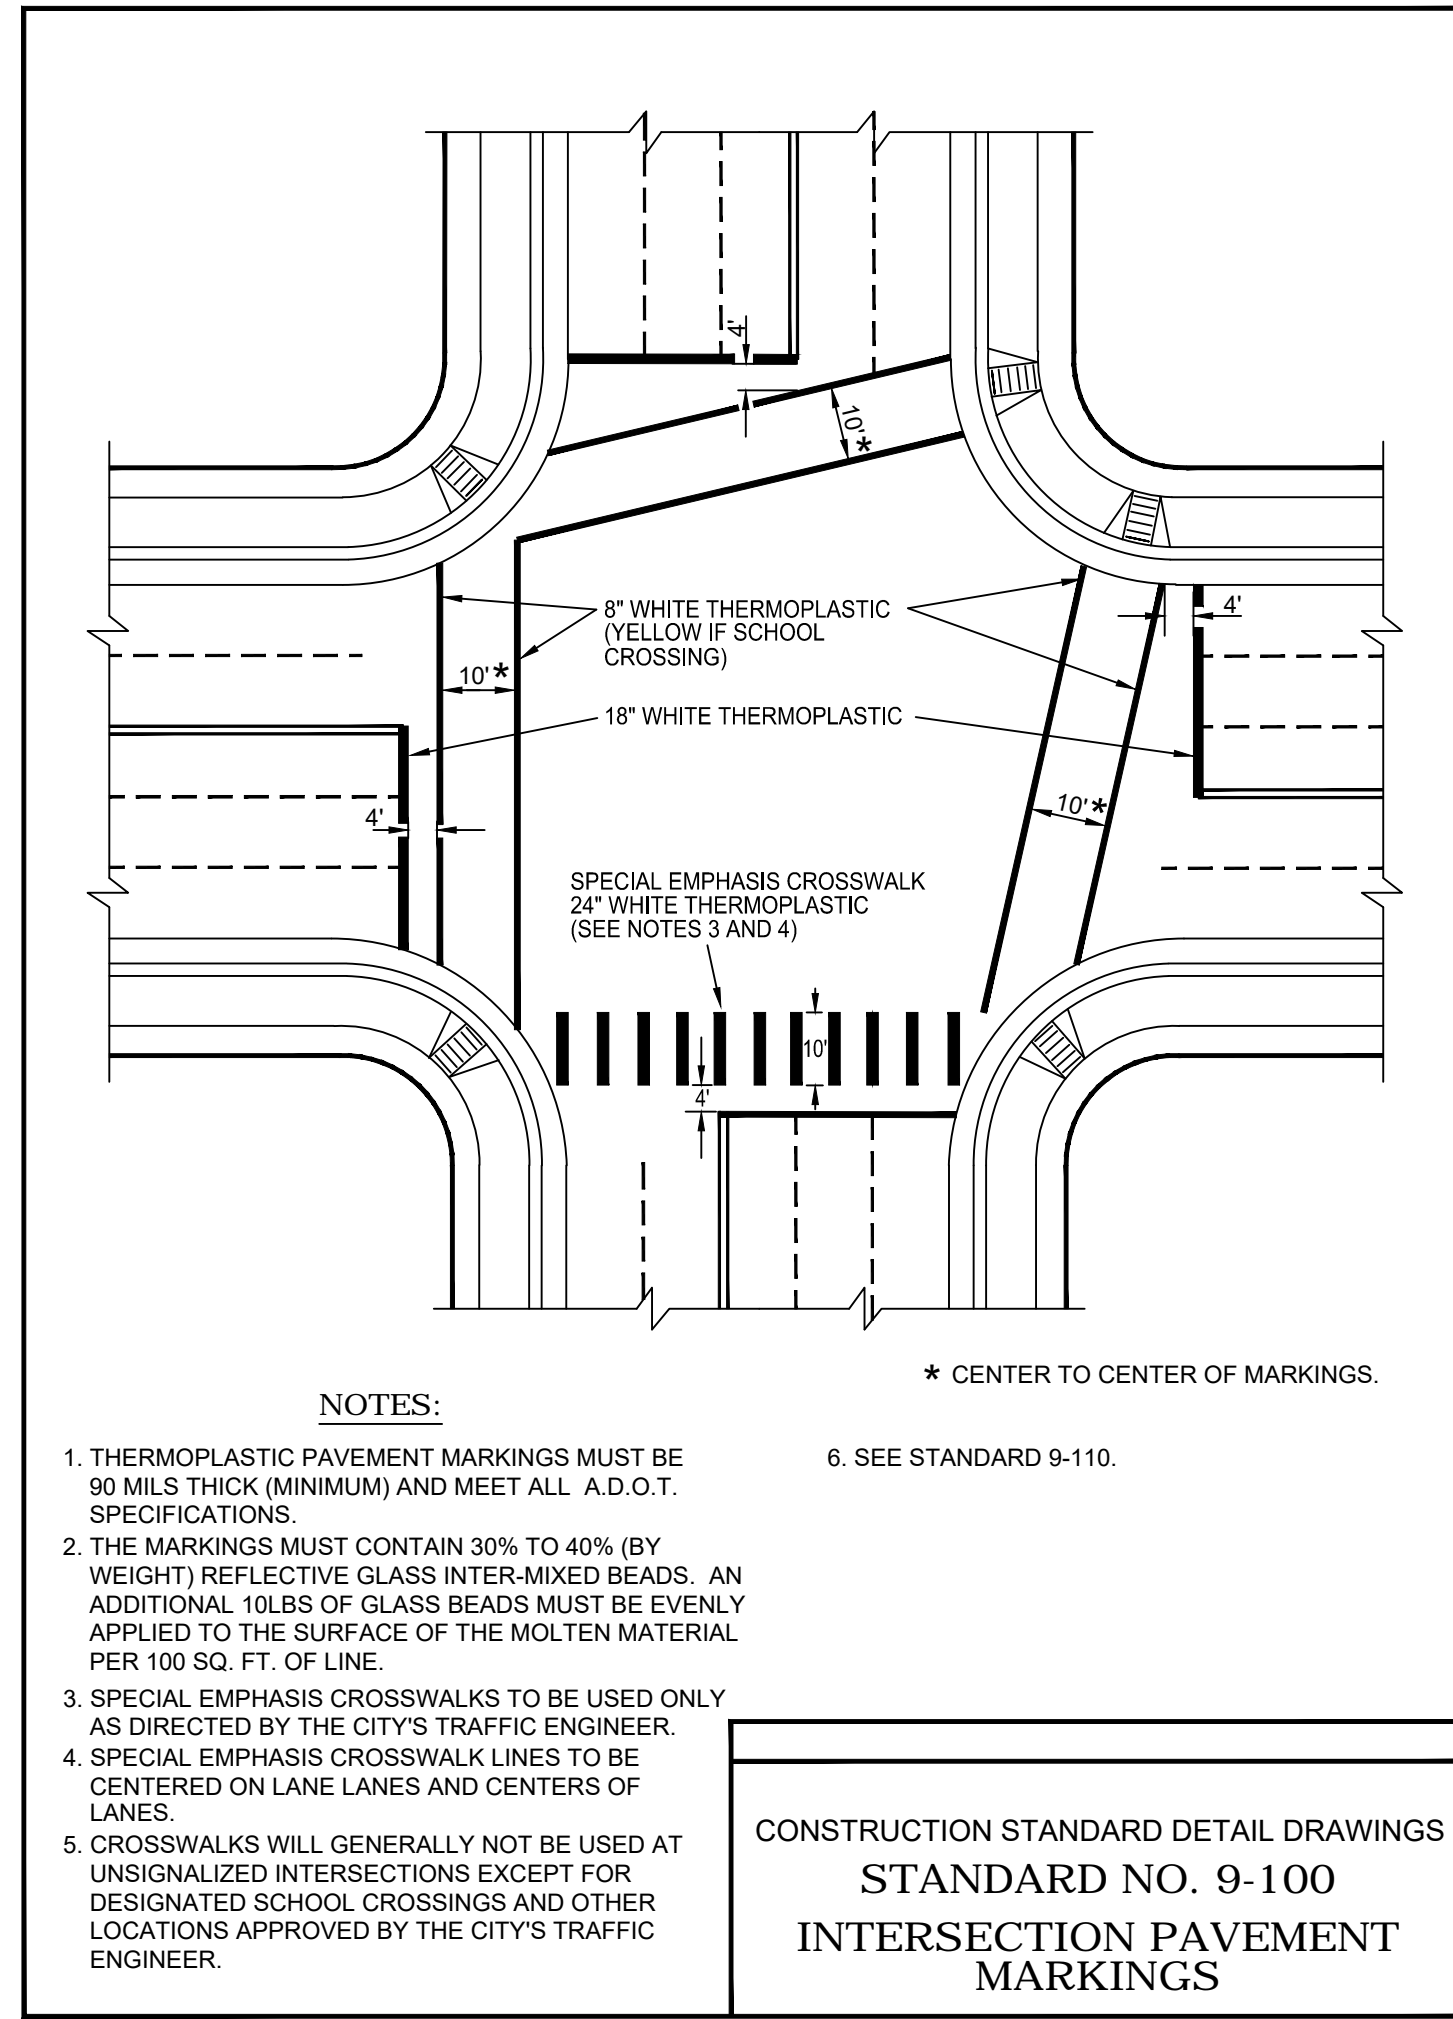 4'
10'*
8" WHITE THERMOPLASTIC
(YELLOW IF SCHOOL
CROSSING)
4'
10'*
18" WHITE THERMOPLASTIC
10'*
4'
SPECIAL EMPHASIS CROSSWALK
24" WHITE THERMOPLASTIC
(SEE NOTES 3 AND 4)
10'
4'
* CENTER TO CENTER OF MARKINGS.
NOTES:
1. THERMOPLASTIC PAVEMENT MARKINGS MUST BE
90 MILS THICK (MINIMUM) AND MEET ALL A.D.O.T.
SPECIFICATIONS.
2. THE MARKINGS MUST CONTAIN 30% TO 40% (BY
WEIGHT) REFLECTIVE GLASS INTER-MIXED BEADS. AN
ADDITIONAL 10LBS OF GLASS BEADS MUST BE EVENLY
APPLIED TO THE SURFACE OF THE MOLTEN MATERIAL
PER 100 SQ. FT. OF LINE.
3. SPECIAL EMPHASIS CROSSWALKS TO BE USED ONLY
AS DIRECTED BY THE CITY'S TRAFFIC ENGINEER.
4. SPECIAL EMPHASIS CROSSWALK LINES TO BE
CENTERED ON LANE LANES AND CENTERS OF
LANES.
5. CROSSWALKS WILL GENERALLY NOT BE USED AT
UNSIGNALIZED INTERSECTIONS EXCEPT FOR
DESIGNATED SCHOOL CROSSINGS AND OTHER
LOCATIONS APPROVED BY THE CITY'S TRAFFIC
ENGINEER.
6. SEE STANDARD 9-110.
CONSTRUCTION STANDARD DETAIL DRAWINGS
STANDARD NO. 9-100
INTERSECTION PAVEMENT
MARKINGS